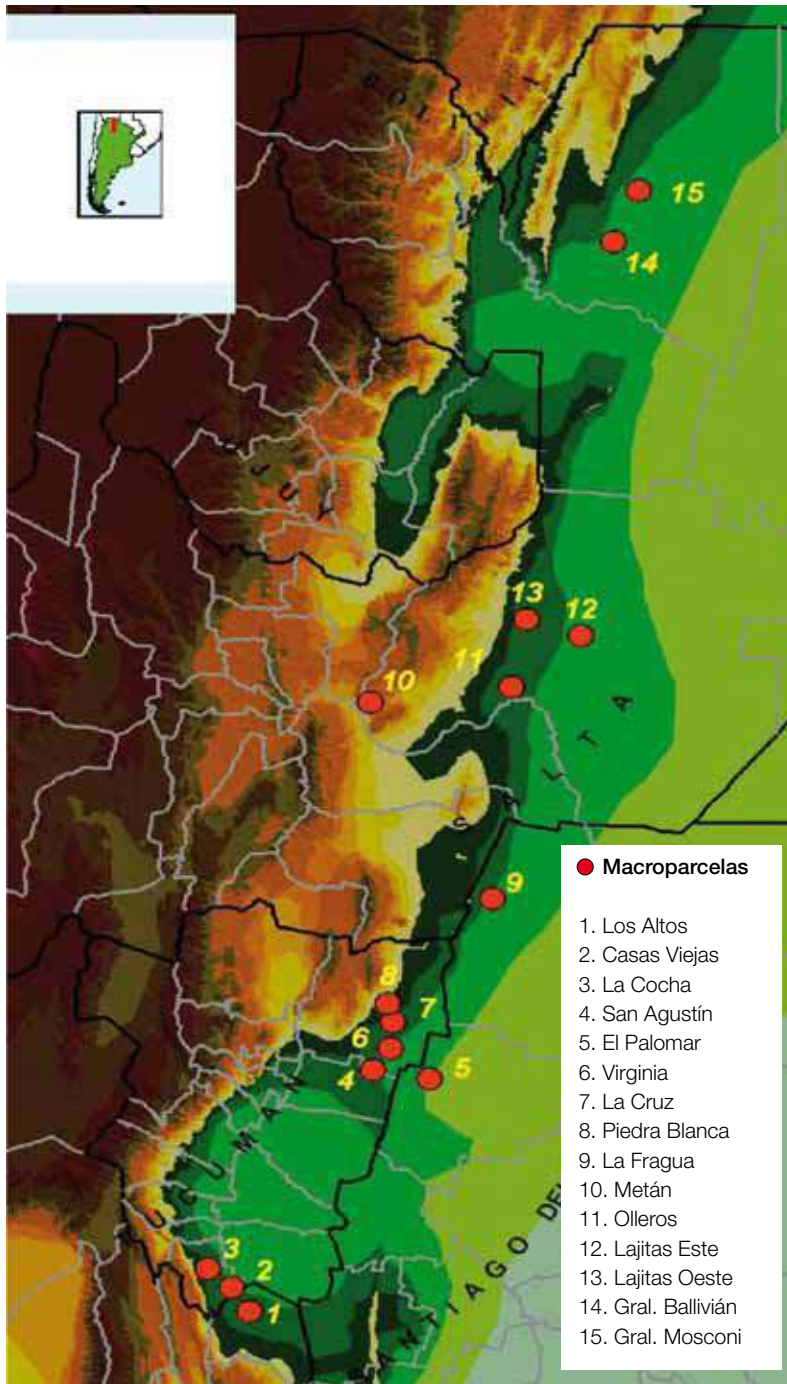 BOLIVIA
15
14
JUJUY
13
12
11
10
SALTA
9
8
7
6
4
5
TUCUMAN
3
2
1
SANTIAGO DEL
Macroparcelas
1. Los Altos
2. Casas Viejas
3. La Cocha
4. San Agustín
5. El Palomar
6. Virginia
7. La Cruz
8. Piedra Blanca
9. La Fragua
10. Metán
11. Olleros
12. Lajitas Este
13. Lajitas Oeste
14. Gral. Ballivián
15. Gral. Mosconi